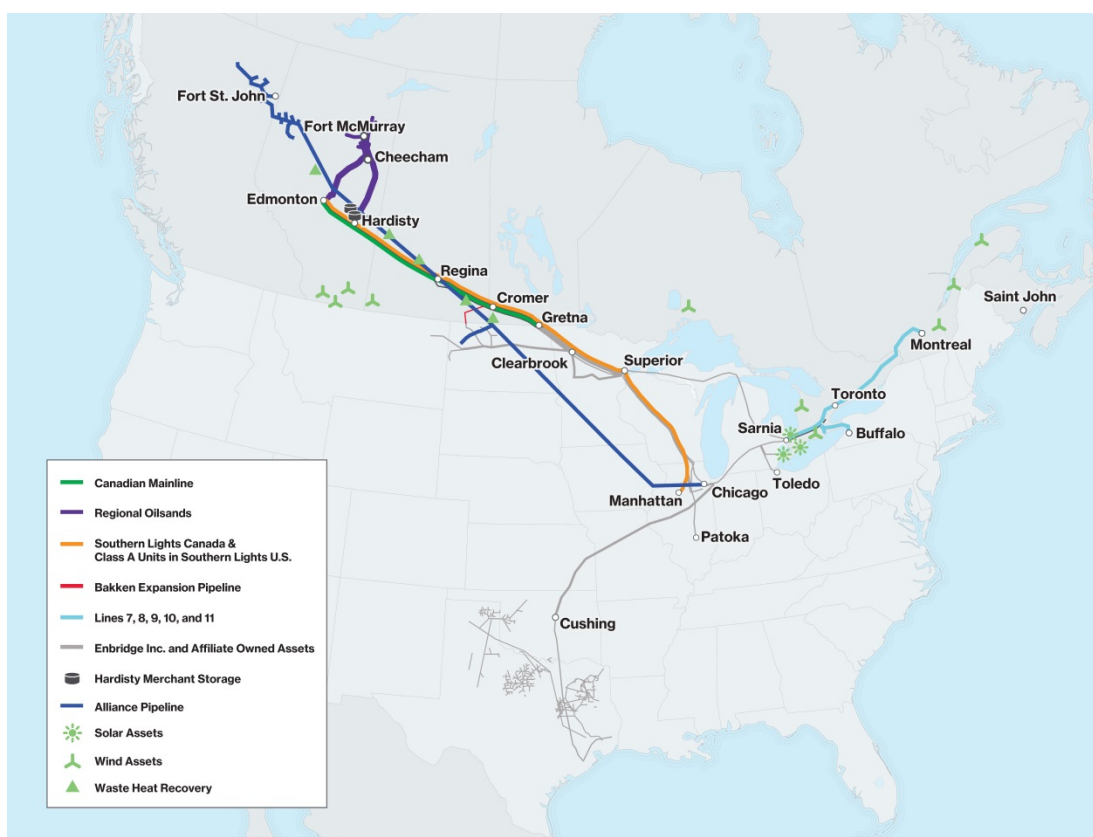 Fort St. John
Fort McMurray
Cheecham
Edmonton
Hardisty
Regina
Cromer
Gretna
Clearbrook
Superior
Saint John
Montreal
Toronto
Sarnia
Buffalo
Toledo
Manhattan
Chicago
Patoka
Cushing
Canadian Mainline
Regional Oilsands
Southern Lights Canada &
Class A Units in Southern Lights U.S.
Bakken Expansion Pipeline
Lines 7, 8, 9, 10, and 11
Enbridge Inc. and Affiliate Owned Assets
Hardisty Merchant Storage
Alliance Pipeline
Solar Assets
Wind Assets
Waste Heat Recovery